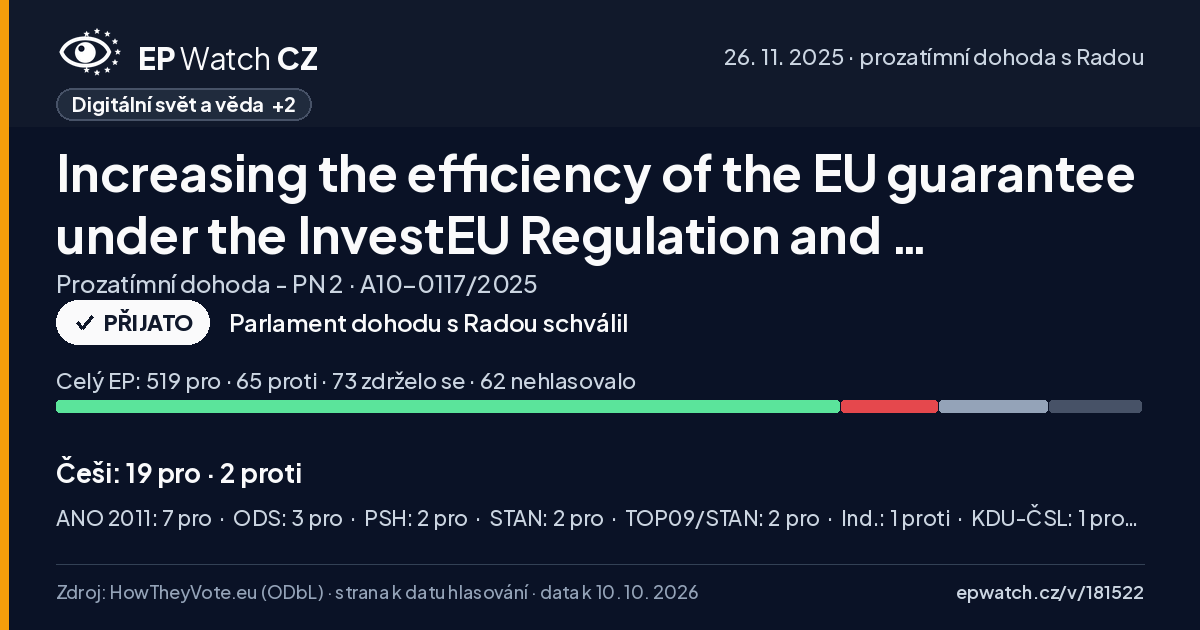 EP Watch CZ
26. 11. 2025 · prozatímní dohoda s Radou
Digitální svět a věda +2
Increasing the efficiency of the EU guarantee
under the InvestEU Regulation and ...
Prozatímní dohoda - PN 2 · A10-0117/2025
✓ PŘIJATO
Parlament dohodu s Radou schválil
Celý EP: 519 pro · 65 proti · 73 zdrželo se · 62 nehlasovalo
Češi: 19 pro · 2 proti
ANO 2011: 7 pro · ODS: 3 pro · PSH: 2 pro · STAN: 2 pro · TOP09/STAN: 2 pro · Ind.: 1 proti · KDU-ČSL: 1 pro...
Zdroj: HowTheyVote.eu (ODbL) · strana k datu hlasování · data k 10. 10. 2026
epwatch.cz/v/181522